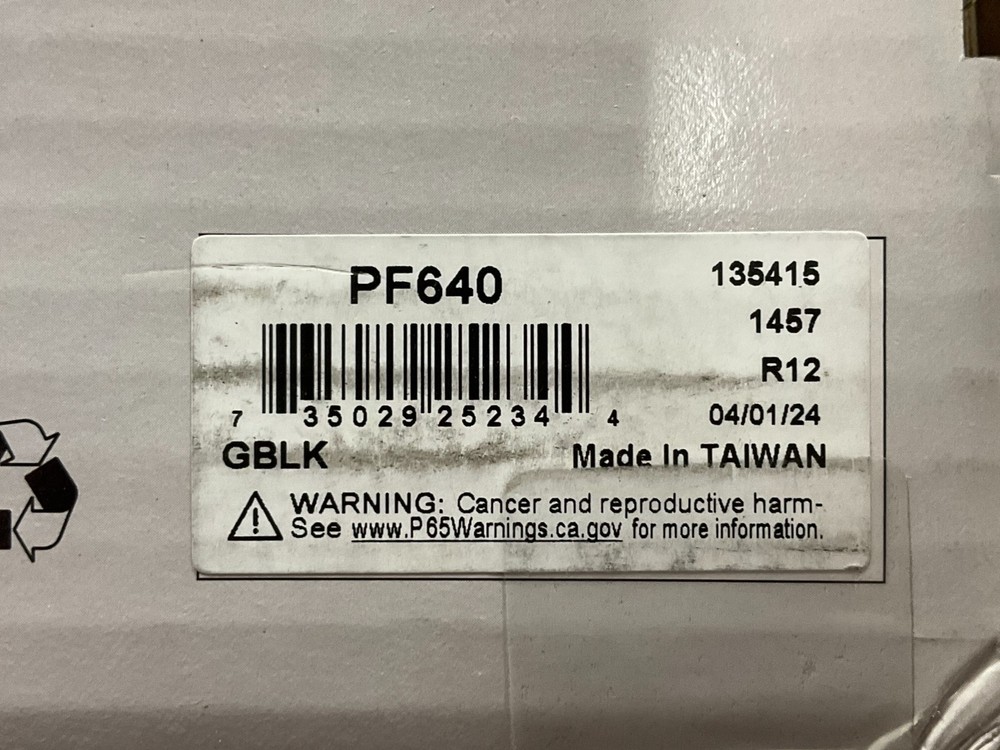 PF640
135415
1457
R12
7 35029 25234 4
04/01/24
GBLK
Made In TAIWAN
WARNING: Cancer and reproductive harm-
See www.P65Warnings.ca.gov for more information.